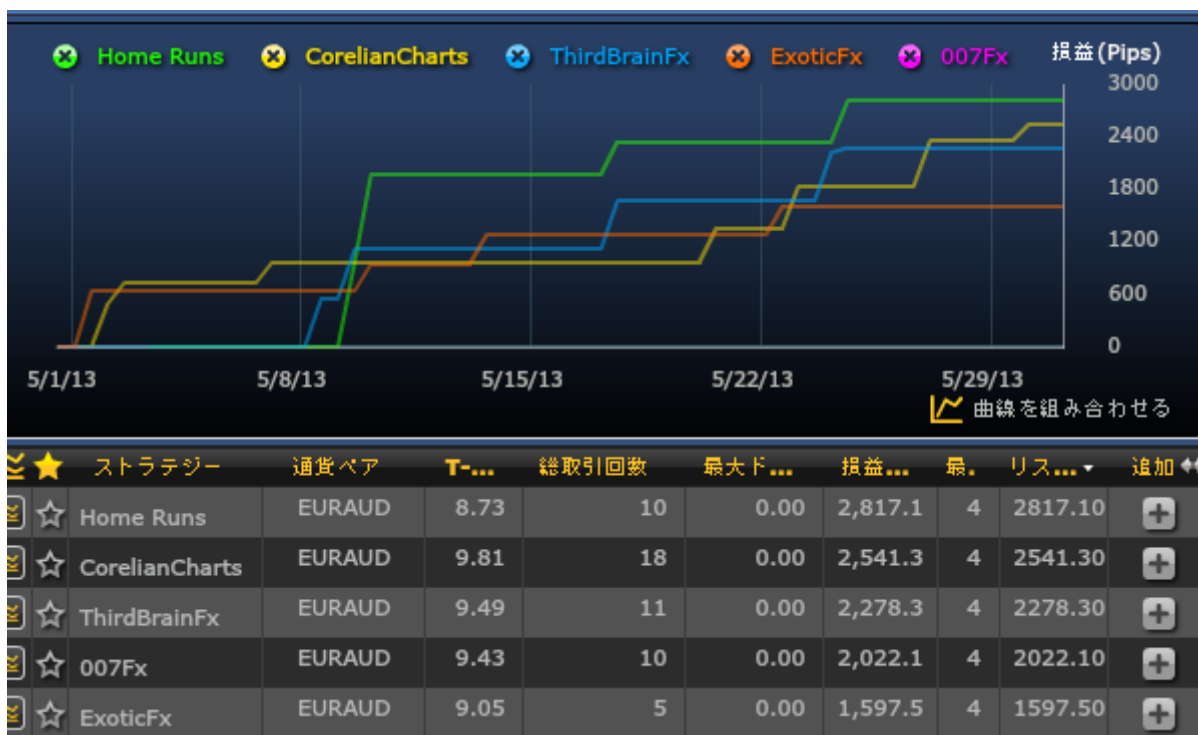 Home Runs CorelianCharts ThirdBrainFx ExoticFx 007Fx 損益(Pips)
3000
2400
1800
1200
600
0
5/1/13 5/8/13 5/15/13 5/22/13 5/29/13
曲線を組み合わせる
ストラテジー 通貨ペア T-... 総取引回数 最大ド... 損益... 最. リス... 追加
Home Runs EURAUD 8.73 10 0.00 2,817.1 4 2817.10
CorelianCharts EURAUD 9.81 18 0.00 2,541.3 4 2541.30
ThirdBrainFx EURAUD 9.49 11 0.00 2,278.3 4 2278.30
007Fx EURAUD 9.43 10 0.00 2,022.1 4 2022.10
ExoticFx EURAUD 9.05 5 0.00 1,597.5 4 1597.50